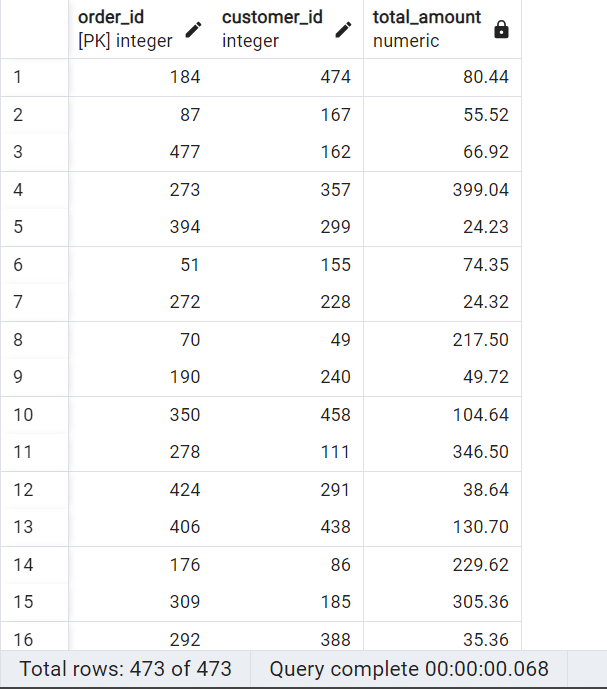 order_id customer_id total_amount
[PK] integer integer numeric
1 184 474 80.44
2 87 167 55.52
3 477 162 66.92
4 273 357 399.04
5 394 299 24.23
6 51 155 74.35
7 272 228 24.32
8 70 49 217.50
9 190 240 49.72
10 350 458 104.64
11 278 111 346.50
12 424 291 38.64
13 406 438 130.70
14 176 86 229.62
15 309 185 305.36
16 292 388 35.36
Total rows: 473 of 473 Query complete 00:00:00.068